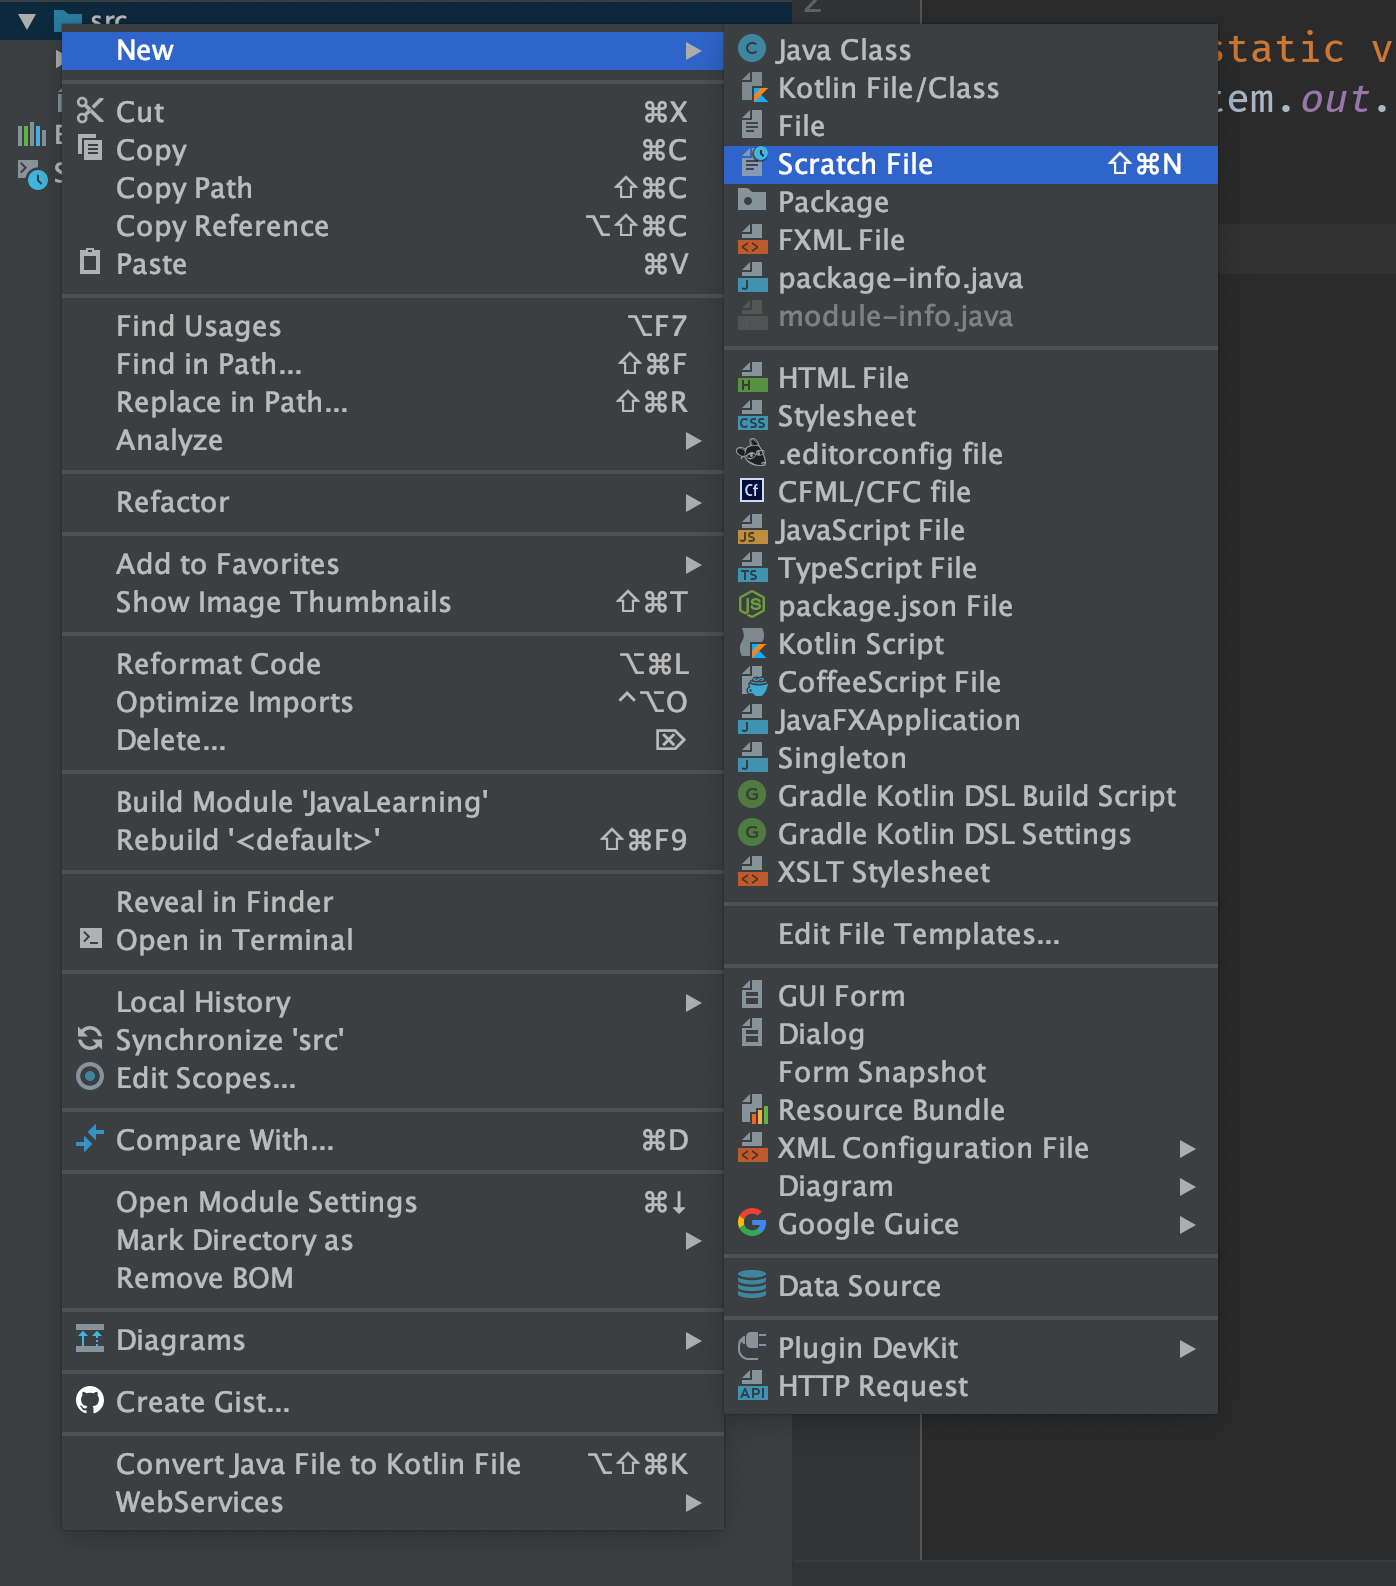 src
New
Cut ⌘X
Copy ⌘C
Copy Path ⇧⌘C
Copy Reference ⌥⇧⌘C
Paste ⌘V
Find Usages ⌥F7
Find in Path... ⇧⌘F
Replace in Path... ⇧⌘R
Analyze
Refactor
Add to Favorites
Show Image Thumbnails ⇧⌘T
Reformat Code ⌥⌘L
Optimize Imports ^⌥O
Delete... ⌦
Build Module 'JavaLearning'
Rebuild '<default>' ⇧⌘F9
Reveal in Finder
Open in Terminal
Local History
Synchronize 'src'
Edit Scopes...
Compare With... ⌘D
Open Module Settings ⌘↓
Mark Directory as
Remove BOM
Diagrams
Create Gist...
Convert Java File to Kotlin File ⌥⇧⌘K
WebServices
Java Class
Kotlin File/Class
File
Scratch File ⇧⌘N
Package
FXML File
package-info.java
module-info.java
HTML File
Stylesheet
.editorconfig file
CFML/CFC file
JavaScript File
TypeScript File
package.json File
Kotlin Script
CoffeeScript File
JavaFXApplication
Singleton
Gradle Kotlin DSL Build Script
Gradle Kotlin DSL Settings
XSLT Stylesheet
Edit File Templates...
GUI Form
Dialog
Form Snapshot
Resource Bundle
XML Configuration File
Diagram
Google Guice
Data Source
Plugin DevKit
HTTP Request
2
static v
tem.out.